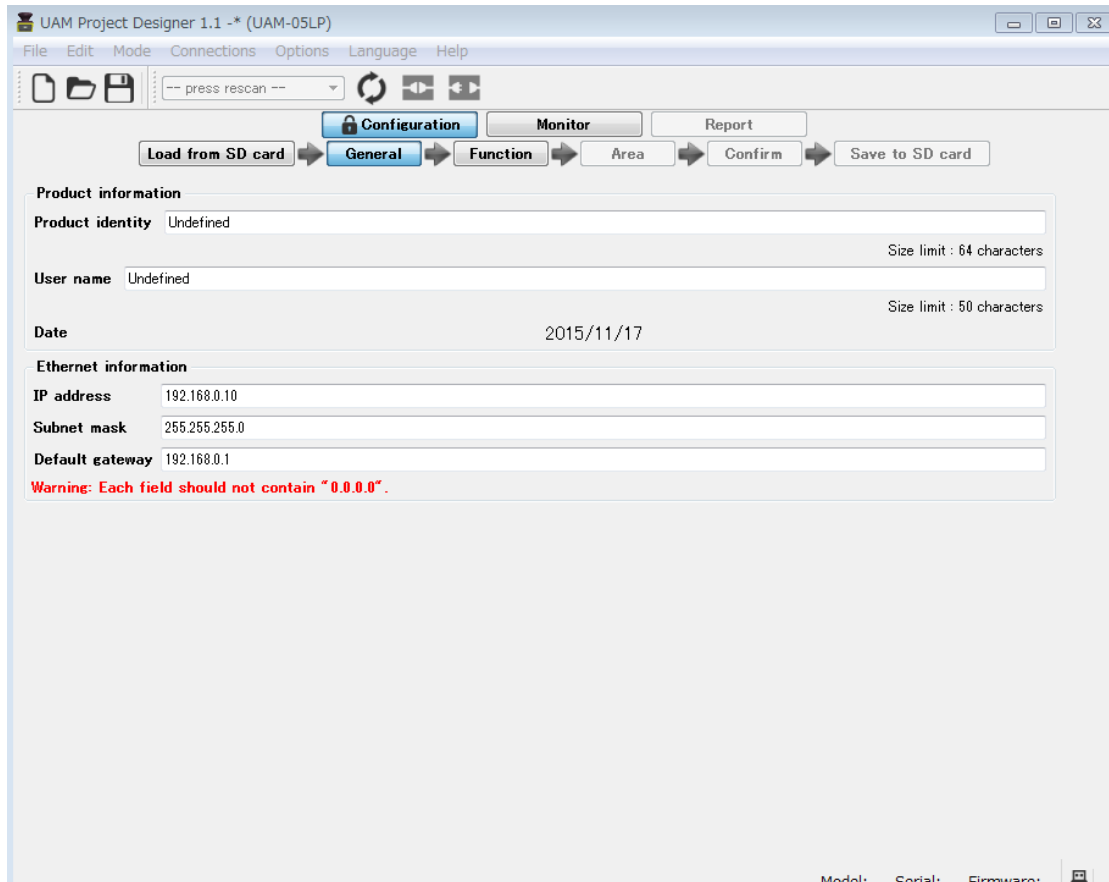 UAM Project Designer 1.1 -* (UAM-05LP)
File Edit Mode Connections Options Language Help
-- press rescan --
Configuration Monitor Report
Load from SD card General Function Area Confirm Save to SD card
Product information
Product identity Undefined
Size limit : 64 characters
User name Undefined
Size limit : 50 characters
Date 2015/11/17
Ethernet information
IP address 192.168.0.10
Subnet mask 255.255.255.0
Default gateway 192.168.0.1
Warning: Each field should not contain "0.0.0.0".
Model: Serial: Firmware: